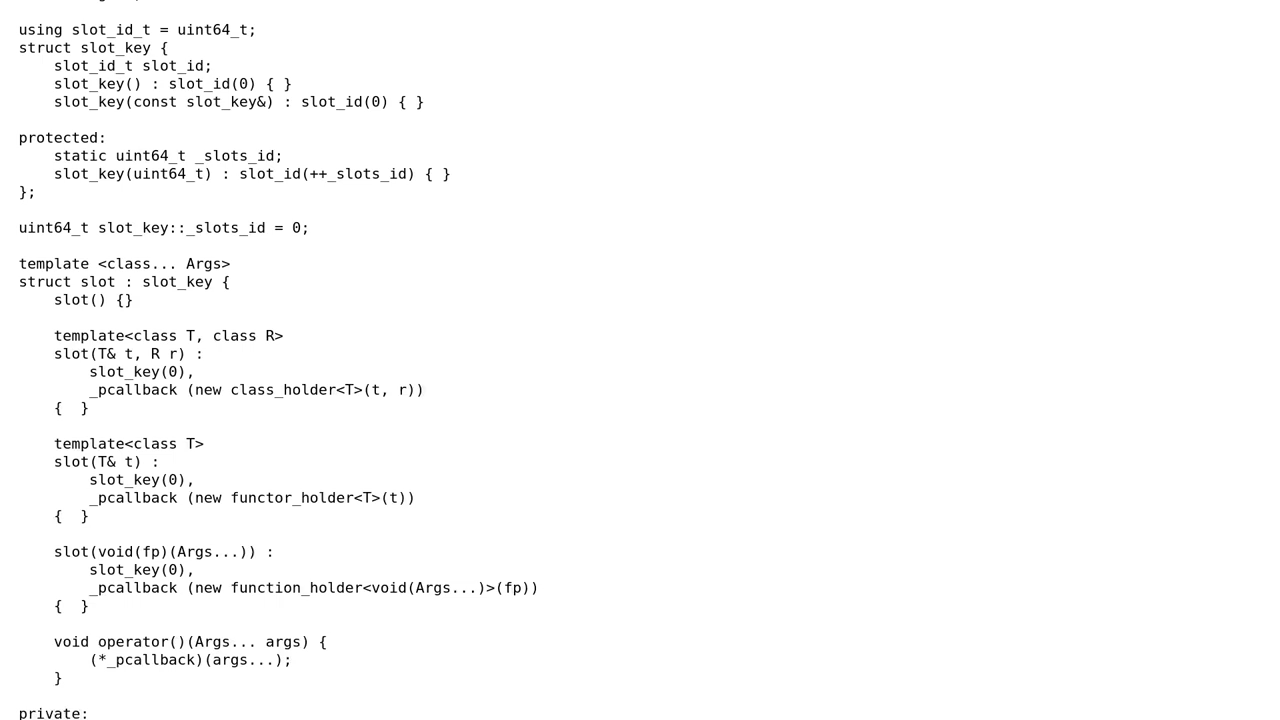 using slot_id_t = uint64_t;
struct slot_key {
    slot_id_t slot_id;
    slot_key() : slot_id(0) { }
    slot_key(const slot_key&) : slot_id(0) { }

protected:
    static uint64_t _slots_id;
    slot_key(uint64_t) : slot_id(++_slots_id) { }
};

uint64_t slot_key::_slots_id = 0;

template <class... Args>
struct slot : slot_key {
    slot() {}

    template<class T, class R>
    slot(T& t, R r) :
        slot_key(0),
        _pcallback (new class_holder<T>(t, r))
    {  }

    template<class T>
    slot(T& t) :
        slot_key(0),
        _pcallback (new functor_holder<T>(t))
    {  }

    slot(void(fp)(Args...)) :
        slot_key(0),
        _pcallback (new function_holder<void(Args...)>(fp))
    {  }

    void operator()(Args... args) {
        (*_pcallback)(args...);
    }

private: